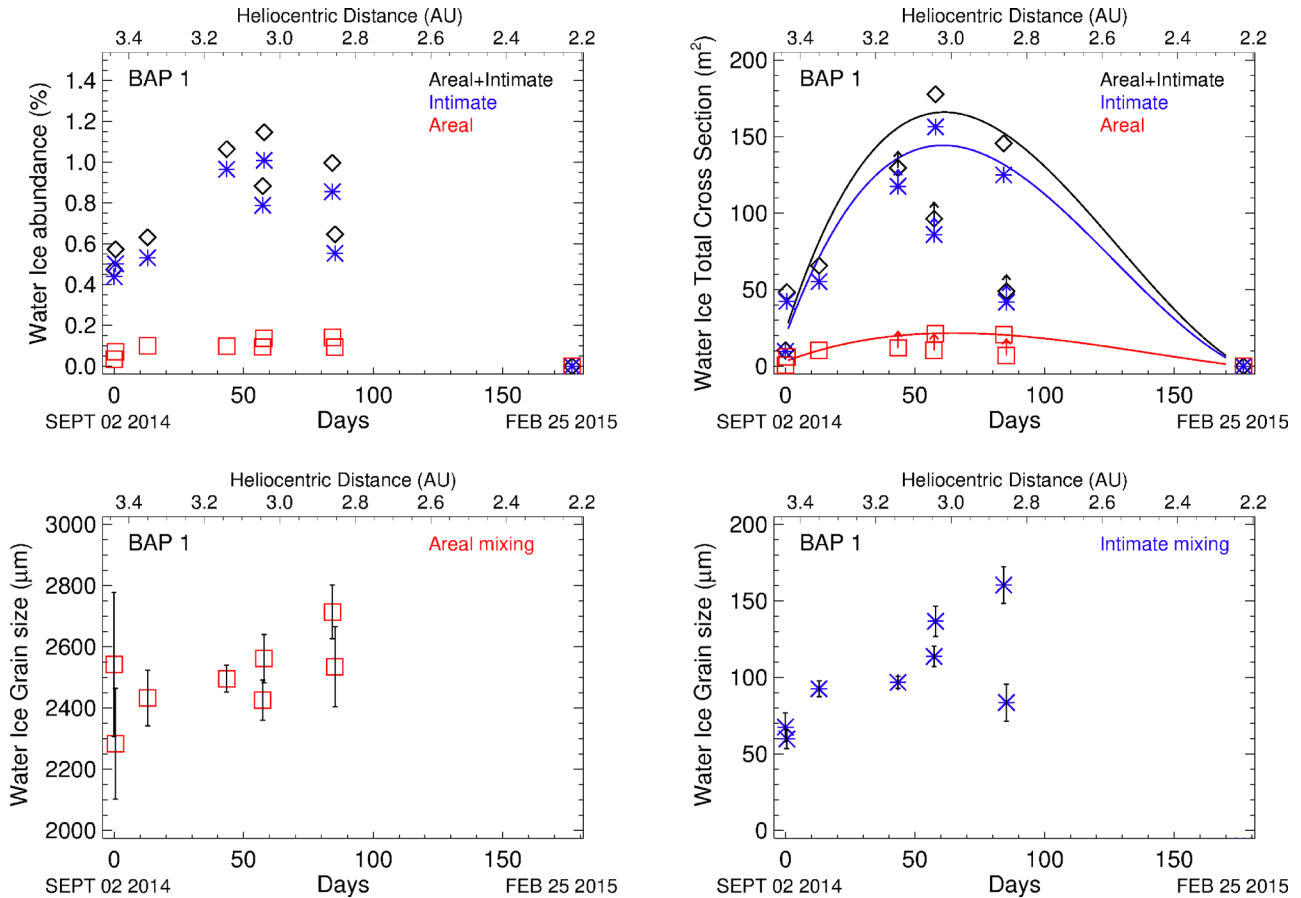 Heliocentric Distance (AU)
3.4 3.2 3.0 2.8 2.6 2.4 2.2
BAP 1
Areal+Intimate
Intimate
Areal
Water Ice abundance (%)
1.4
1.2
1.0
0.8
0.6
0.4
0.2
0.0
0 50 100 150
SEPT 02 2014 Days FEB 25 2015
Heliocentric Distance (AU)
3.4 3.2 3.0 2.8 2.6 2.4 2.2
BAP 1
Areal+Intimate
Intimate
Areal
Water Ice Total Cross Section (m²)
200
150
100
50
0
0 50 100 150
SEPT 02 2014 Days FEB 25 2015
Heliocentric Distance (AU)
3.4 3.2 3.0 2.8 2.6 2.4 2.2
BAP 1 Areal mixing
Water Ice Grain size (μm)
3000
2800
2600
2400
2200
2000
0 50 100 150
SEPT 02 2014 Days FEB 25 2015
Heliocentric Distance (AU)
3.4 3.2 3.0 2.8 2.6 2.4 2.2
BAP 1 Intimate mixing
Water Ice Grain size (μm)
200
150
100
50
0
0 50 100 150
SEPT 02 2014 Days FEB 25 2015